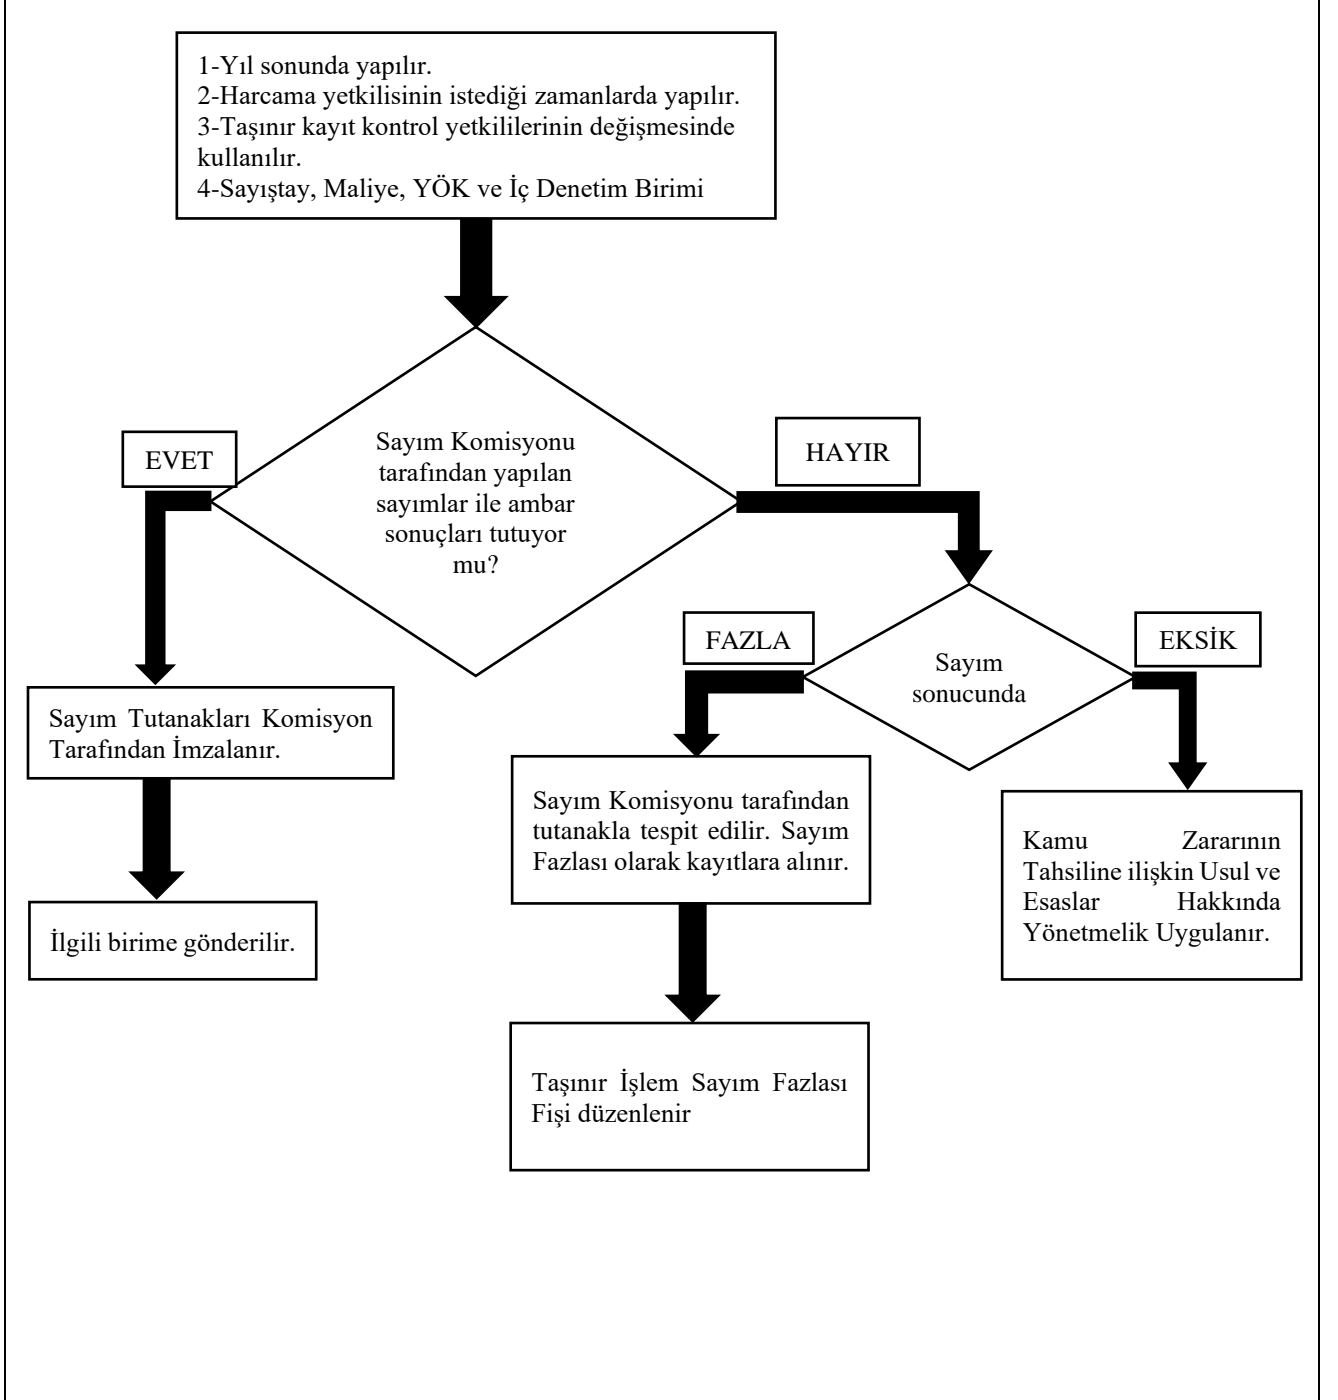 1-Yıl sonunda yapılır.
2-Harcama yetkilisinin istediği zamanlarda yapılır.
3-Taşınır kayıt kontrol yetkililerinin değişmesinde
kullanılır.
4-Sayıştay, Maliye, YÖK ve İç Denetim Birimi
Sayım Komisyonu
tarafından yapılan
sayımlar ile ambar
sonuçları tutuyor
mu?
EVET
HAYIR
Sayım Tutanakları Komisyon
Tarafından İmzalanır.
İlgili birime gönderilir.
Sayım
sonucunda
FAZLA
EKSİK
Sayım Komisyonu tarafından
tutanakla tespit edilir. Sayım
Fazlası olarak kayıtlara alınır.
Taşınır İşlem Sayım Fazlası
Fişi düzenlenir
Kamu Zararının
Tahsiline ilişkin Usul ve
Esaslar Hakkında
Yönetmelik Uygulanır.